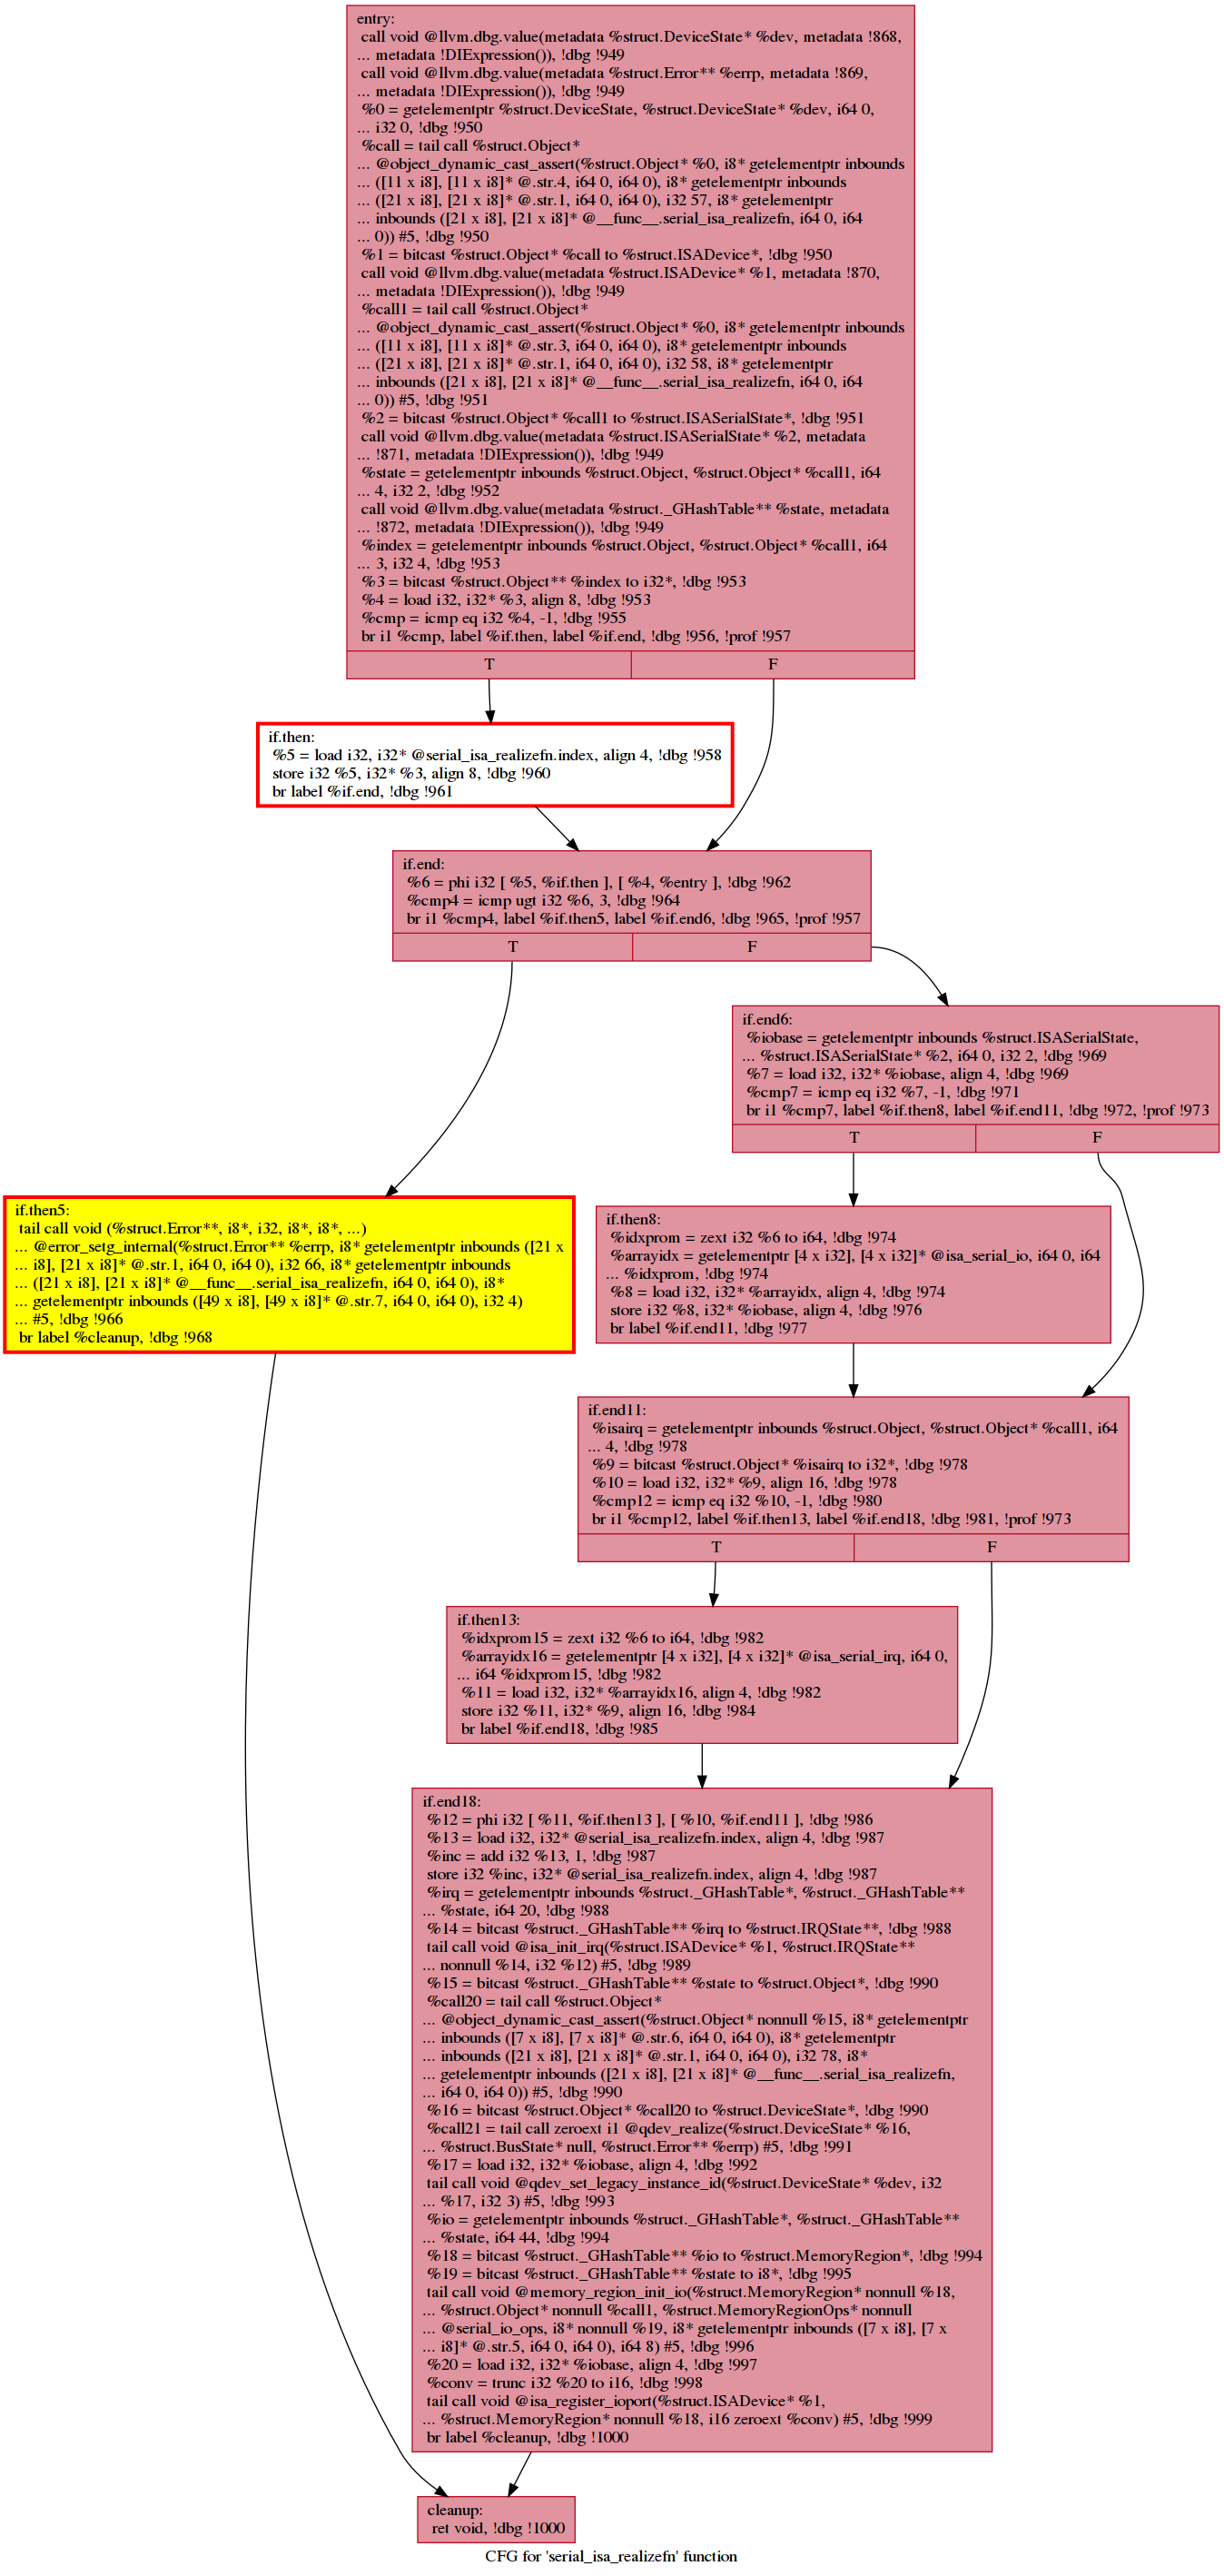 entry:
call void @llvm.dbg.value(metadata %struct.DeviceState* %dev, metadata !868,
... metadata !DIExpression()), !dbg !949
call void @llvm.dbg.value(metadata %struct.Error** %errp, metadata !869,
... metadata !DIExpression()), !dbg !949
%0 = getelementptr %struct.DeviceState, %struct.DeviceState* %dev, i64 0,
... i32 0, !dbg !950
%call = tail call %struct.Object*
... @object_dynamic_cast_assert(%struct.Object* %0, i8* getelementptr inbounds
... ([11 x i8], [11 x i8]* @.str.4, i64 0, i64 0), i8* getelementptr inbounds
... ([21 x i8], [21 x i8]* @.str.1, i64 0, i64 0), i32 57, i8* getelementptr
... inbounds ([21 x i8], [21 x i8]* @__func__.serial_isa_realizefn, i64 0, i64
... 0)) #5, !dbg !950
%1 = bitcast %struct.Object* %call to %struct.ISADevice*, !dbg !950
call void @llvm.dbg.value(metadata %struct.ISADevice* %1, metadata !870,
... metadata !DIExpression()), !dbg !949
%call1 = tail call %struct.Object*
... @object_dynamic_cast_assert(%struct.Object* %0, i8* getelementptr inbounds
... ([11 x i8], [11 x i8]* @.str.3, i64 0, i64 0), i8* getelementptr inbounds
... ([21 x i8], [21 x i8]* @.str.1, i64 0, i64 0), i32 58, i8* getelementptr
... inbounds ([21 x i8], [21 x i8]* @__func__.serial_isa_realizefn, i64 0, i64
... 0)) #5, !dbg !951
%2 = bitcast %struct.Object* %call1 to %struct.ISASerialState*, !dbg !951
call void @llvm.dbg.value(metadata %struct.ISASerialState* %2, metadata
... !871, metadata !DIExpression()), !dbg !949
%state = getelementptr inbounds %struct.Object, %struct.Object* %call1, i64
... 4, i32 2, !dbg !952
call void @llvm.dbg.value(metadata %struct._GHashTable** %state, metadata
... !872, metadata !DIExpression()), !dbg !949
%index = getelementptr inbounds %struct.Object, %struct.Object* %call1, i64
... 3, i32 4, !dbg !953
%3 = bitcast %struct.Object** %index to i32*, !dbg !953
%4 = load i32, i32* %3, align 8, !dbg !953
%cmp = icmp eq i32 %4, -1, !dbg !955
br i1 %cmp, label %if.then, label %if.end, !dbg !956, !prof !957
T F
if.then:
%5 = load i32, i32* @serial_isa_realizefn.index, align 4, !dbg !958
store i32 %5, i32* %3, align 8, !dbg !960
br label %if.end, !dbg !961
if.end:
%6 = phi i32 [ %5, %if.then ], [ %4, %entry ], !dbg !962
%cmp4 = icmp ugt i32 %6, 3, !dbg !964
br i1 %cmp4, label %if.then5, label %if.end6, !dbg !965, !prof !957
T F
if.end6:
%iobase = getelementptr inbounds %struct.ISASerialState,
... %struct.ISASerialState* %2, i64 0, i32 2, !dbg !969
%7 = load i32, i32* %iobase, align 4, !dbg !969
%cmp7 = icmp eq i32 %7, -1, !dbg !971
br i1 %cmp7, label %if.then8, label %if.end11, !dbg !972, !prof !973
T F
if.then5:
tail call void (%struct.Error**, i8*, i32, i8*, i8*, ...)
... @error_setg_internal(%struct.Error** %errp, i8* getelementptr inbounds ([21 x
... i8], [21 x i8]* @.str.1, i64 0, i64 0), i32 66, i8* getelementptr inbounds
... ([21 x i8], [21 x i8]* @__func__.serial_isa_realizefn, i64 0, i64 0), i8*
... getelementptr inbounds ([49 x i8], [49 x i8]* @.str.7, i64 0, i64 0), i32 4)
... #5, !dbg !966
br label %cleanup, !dbg !968
if.then8:
%idxprom = zext i32 %6 to i64, !dbg !974
%arrayidx = getelementptr [4 x i32], [4 x i32]* @isa_serial_io, i64 0, i64
... %idxprom, !dbg !974
%8 = load i32, i32* %arrayidx, align 4, !dbg !974
store i32 %8, i32* %iobase, align 4, !dbg !976
br label %if.end11, !dbg !977
if.end11:
%isairq = getelementptr inbounds %struct.Object, %struct.Object* %call1, i64
... 4, !dbg !978
%9 = bitcast %struct.Object* %isairq to i32*, !dbg !978
%10 = load i32, i32* %9, align 16, !dbg !978
%cmp12 = icmp eq i32 %10, -1, !dbg !980
br i1 %cmp12, label %if.then13, label %if.end18, !dbg !981, !prof !973
T F
if.then13:
%idxprom15 = zext i32 %6 to i64, !dbg !982
%arrayidx16 = getelementptr [4 x i32], [4 x i32]* @isa_serial_irq, i64 0,
... i64 %idxprom15, !dbg !982
%11 = load i32, i32* %arrayidx16, align 4, !dbg !982
store i32 %11, i32* %9, align 16, !dbg !984
br label %if.end18, !dbg !985
if.end18:
%12 = phi i32 [ %11, %if.then13 ], [ %10, %if.end11 ], !dbg !986
%13 = load i32, i32* @serial_isa_realizefn.index, align 4, !dbg !987
%inc = add i32 %13, 1, !dbg !987
store i32 %inc, i32* @serial_isa_realizefn.index, align 4, !dbg !987
%irq = getelementptr inbounds %struct._GHashTable*, %struct._GHashTable**
... %state, i64 20, !dbg !988
%14 = bitcast %struct._GHashTable** %irq to %struct.IRQState**, !dbg !988
tail call void @isa_init_irq(%struct.ISADevice* %1, %struct.IRQState**
... nonnull %14, i32 %12) #5, !dbg !989
%15 = bitcast %struct._GHashTable** %state to %struct.Object*, !dbg !990
%call20 = tail call %struct.Object*
... @object_dynamic_cast_assert(%struct.Object* nonnull %15, i8* getelementptr
... inbounds ([7 x i8], [7 x i8]* @.str.6, i64 0, i64 0), i8* getelementptr
... inbounds ([21 x i8], [21 x i8]* @.str.1, i64 0, i64 0), i32 78, i8*
... getelementptr inbounds ([21 x i8], [21 x i8]* @__func__.serial_isa_realizefn,
... i64 0, i64 0)) #5, !dbg !990
%16 = bitcast %struct.Object* %call20 to %struct.DeviceState*, !dbg !990
%call21 = tail call zeroext i1 @qdev_realize(%struct.DeviceState* %16,
... %struct.BusState* null, %struct.Error** %errp) #5, !dbg !991
%17 = load i32, i32* %iobase, align 4, !dbg !992
tail call void @qdev_set_legacy_instance_id(%struct.DeviceState* %dev, i32
... %17, i32 3) #5, !dbg !993
%io = getelementptr inbounds %struct._GHashTable*, %struct._GHashTable**
... %state, i64 44, !dbg !994
%18 = bitcast %struct._GHashTable** %io to %struct.MemoryRegion*, !dbg !994
%19 = bitcast %struct._GHashTable** %state to i8*, !dbg !995
tail call void @memory_region_init_io(%struct.MemoryRegion* nonnull %18,
... %struct.Object* nonnull %call1, %struct.MemoryRegionOps* nonnull
... @serial_io_ops, i8* nonnull %19, i8* getelementptr inbounds ([7 x i8], [7 x
... i8]* @.str.5, i64 0, i64 0), i64 8) #5, !dbg !996
%20 = load i32, i32* %iobase, align 4, !dbg !997
%conv = trunc i32 %20 to i16, !dbg !998
tail call void @isa_register_ioport(%struct.ISADevice* %1,
... %struct.MemoryRegion* nonnull %18, i16 zeroext %conv) #5, !dbg !999
br label %cleanup, !dbg !1000
cleanup:
ret void, !dbg !1000
CFG for 'serial_isa_realizefn' function